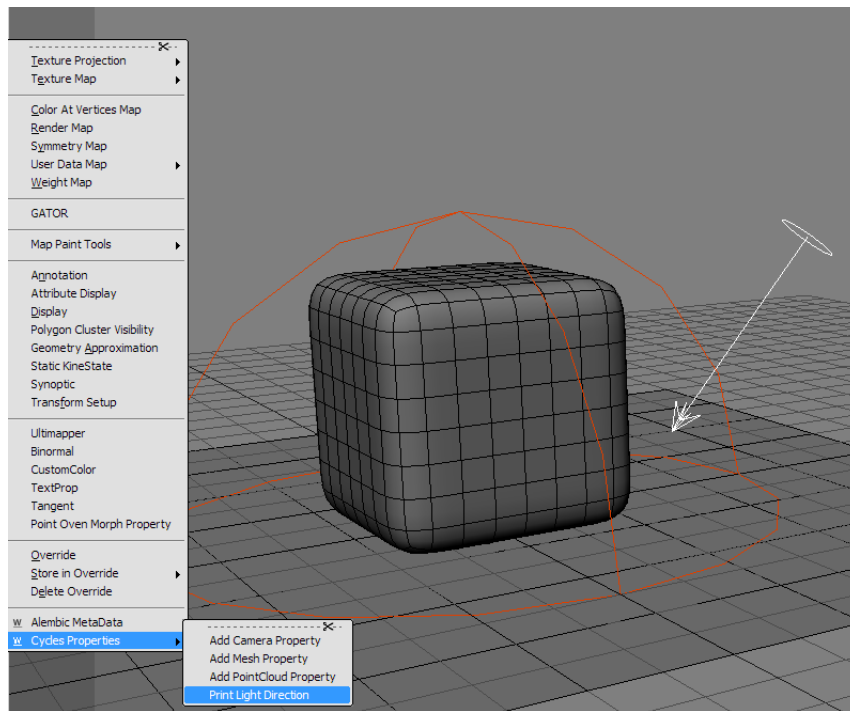 Texture Projection
Texture Map
Color At Vertices Map
Render Map
Symmetry Map
User Data Map
Weight Map
GATOR
Map Paint Tools
Annotation
Attribute Display
Display
Polygon Cluster Visibility
Geometry Approximation
Static KineState
Synoptic
Transform Setup
Ultimapper
Binormal
CustomColor
TextProp
Tangent
Point Oven Morph Property
Override
Store in Override
Delete Override
w Alembic MetaData
w Cycles Properties
Add Camera Property
Add Mesh Property
Add PointCloud Property
Print Light Direction